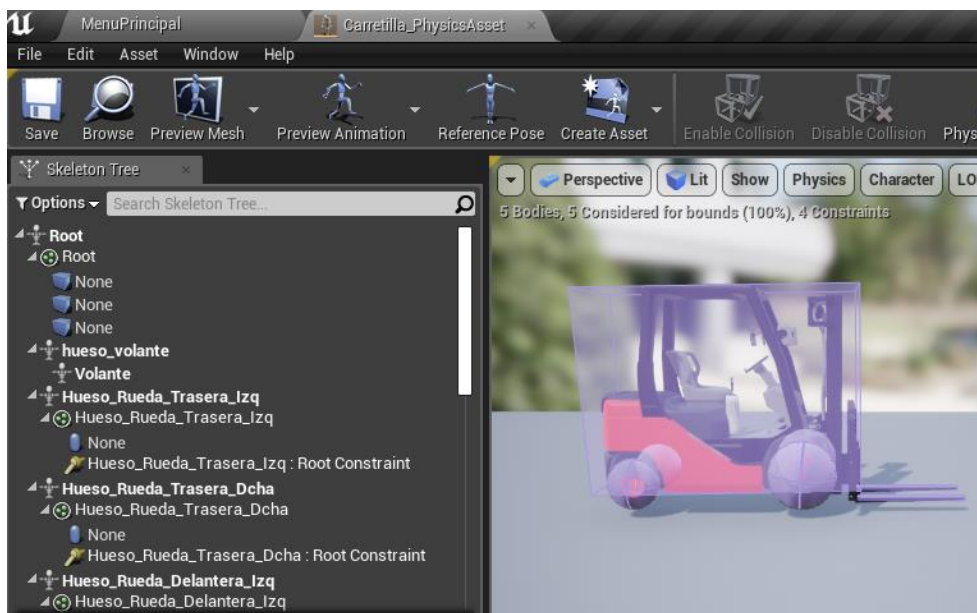 MenuPrincipal
Carretilla_PhysicsAsset
File Edit Asset Window Help
Save Browse Preview Mesh Preview Animation Reference Pose Create Asset Enable Collision Disable Collision Phys
Skeleton Tree
Options Search Skeleton Tree...
Perspective Lit Show Physics Character LO
5 Bodies, 5 Considered for bounds (100%), 4 Constraints
Root
Root
None
None
None
hueso_volante
Volante
Hueso_Rueda_Trasera_Izq
Hueso_Rueda_Trasera_Izq
None
Hueso_Rueda_Trasera_Izq : Root Constraint
Hueso_Rueda_Trasera_Dcha
Hueso_Rueda_Trasera_Dcha
None
Hueso_Rueda_Trasera_Dcha : Root Constraint
Hueso_Rueda_Delantera_Izq
Hueso_Rueda_Delantera_Izq